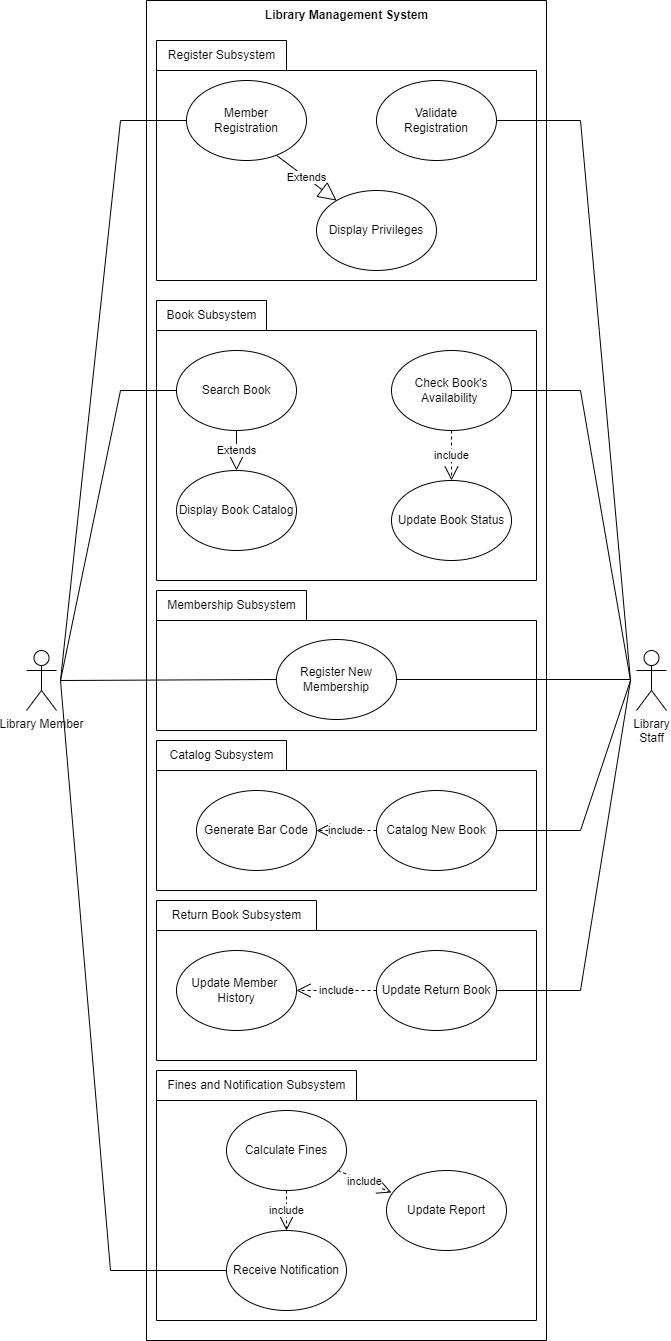 Library Management System
Register Subsystem
Member
Registration
Validate
Registration
Extends
Display Privileges
Book Subsystem
Search Book
Check Book's
Availability
Extends
include
Display Book Catalog
Update Book Status
Membership Subsystem
Register New
Membership
Library Member
Library
Staff
Catalog Subsystem
Generate Bar Code
include
Catalog New Book
Return Book Subsystem
Update Member
History
include
Update Return Book
Fines and Notification Subsystem
Calculate Fines
include
include
Update Report
Receive Notification